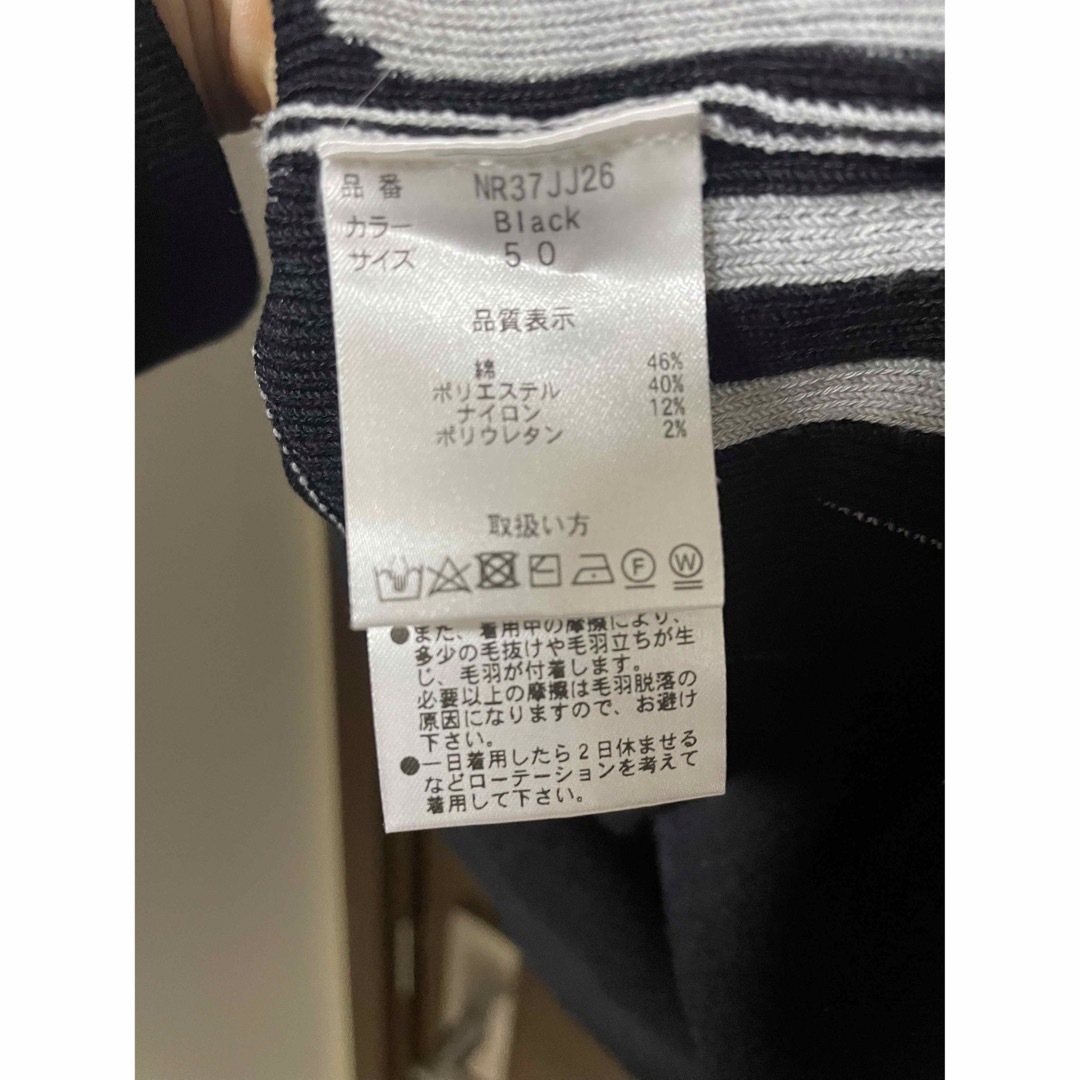 品番 NR37JJ26
カラー Black
サイズ 50
品質表示
綿 46%
ポリエステル 40%
ナイロン 12%
ポリウレタン 2%
取扱い方
F W
●また、着用中の摩擦により、
多少の毛抜けや毛羽立ちが生
じ、毛羽が付着します。
必要以上の摩擦は毛羽脱落の
原因になりますので、お避け
下さい。
●一日着用したら2日休ませる
などローテーションを考えて
着用して下さい。